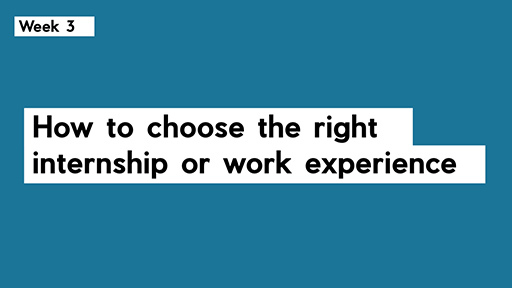 Week 3
How to choose the right
internship or work experience